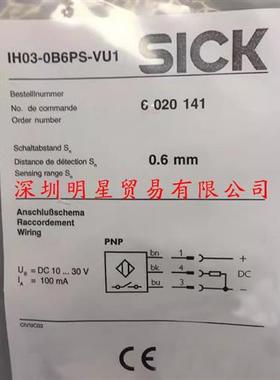 IH03-0B6PS-VU1
SICK
Bestellnummer
No. de commande
Order number
6 020 141
Schaltabstand Sn
Distance de détection Sn
Sensing range Sn
0.6 mm
深圳明星贸易有限公司
Anschlußschema
Raccordement
Wiring
PNP
UB = DC 10 ... 30 V
IA = 100 mA
bn 1 +
bk 4 DC
bu 3 −
CE